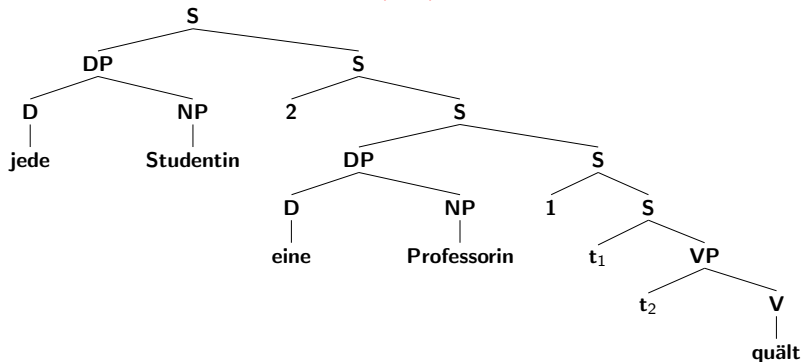 S
DP S
D NP 2 S
jede Studentin DP S
D NP 1 S
eine Professorin t₁ VP
t₂ V
quält